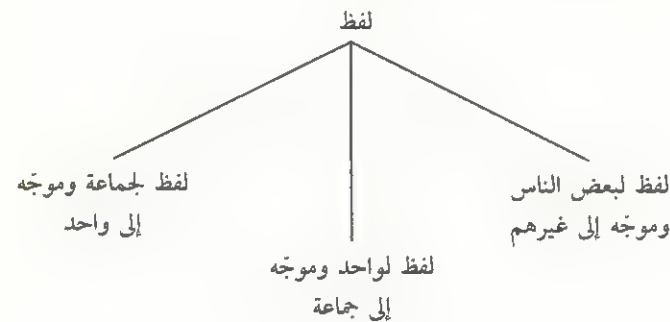 لفظ
لفظ لبعض الناس
وموجّه إلى غيرهم
لفظ لواحد وموجّه
إلى جماعة
لفظ لجماعة وموجّه
إلى واحد